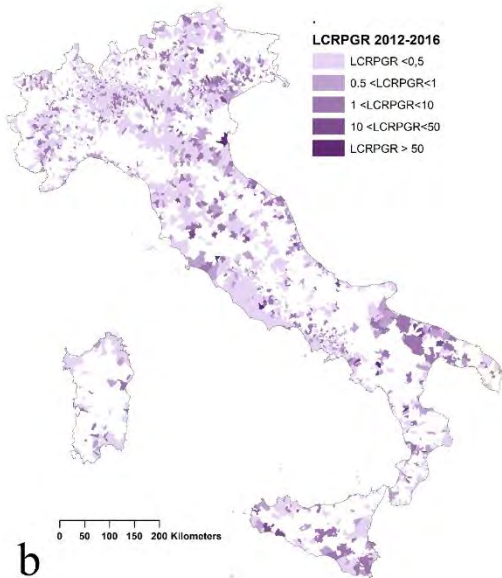 LCRPGR 2012-2016
LCRPGR <0,5
0.5 <LCRPGR<1
1 <LCRPGR<10
10 <LCRPGR<50
LCRPGR > 50
0 50 100 150 200 Kilometers
b